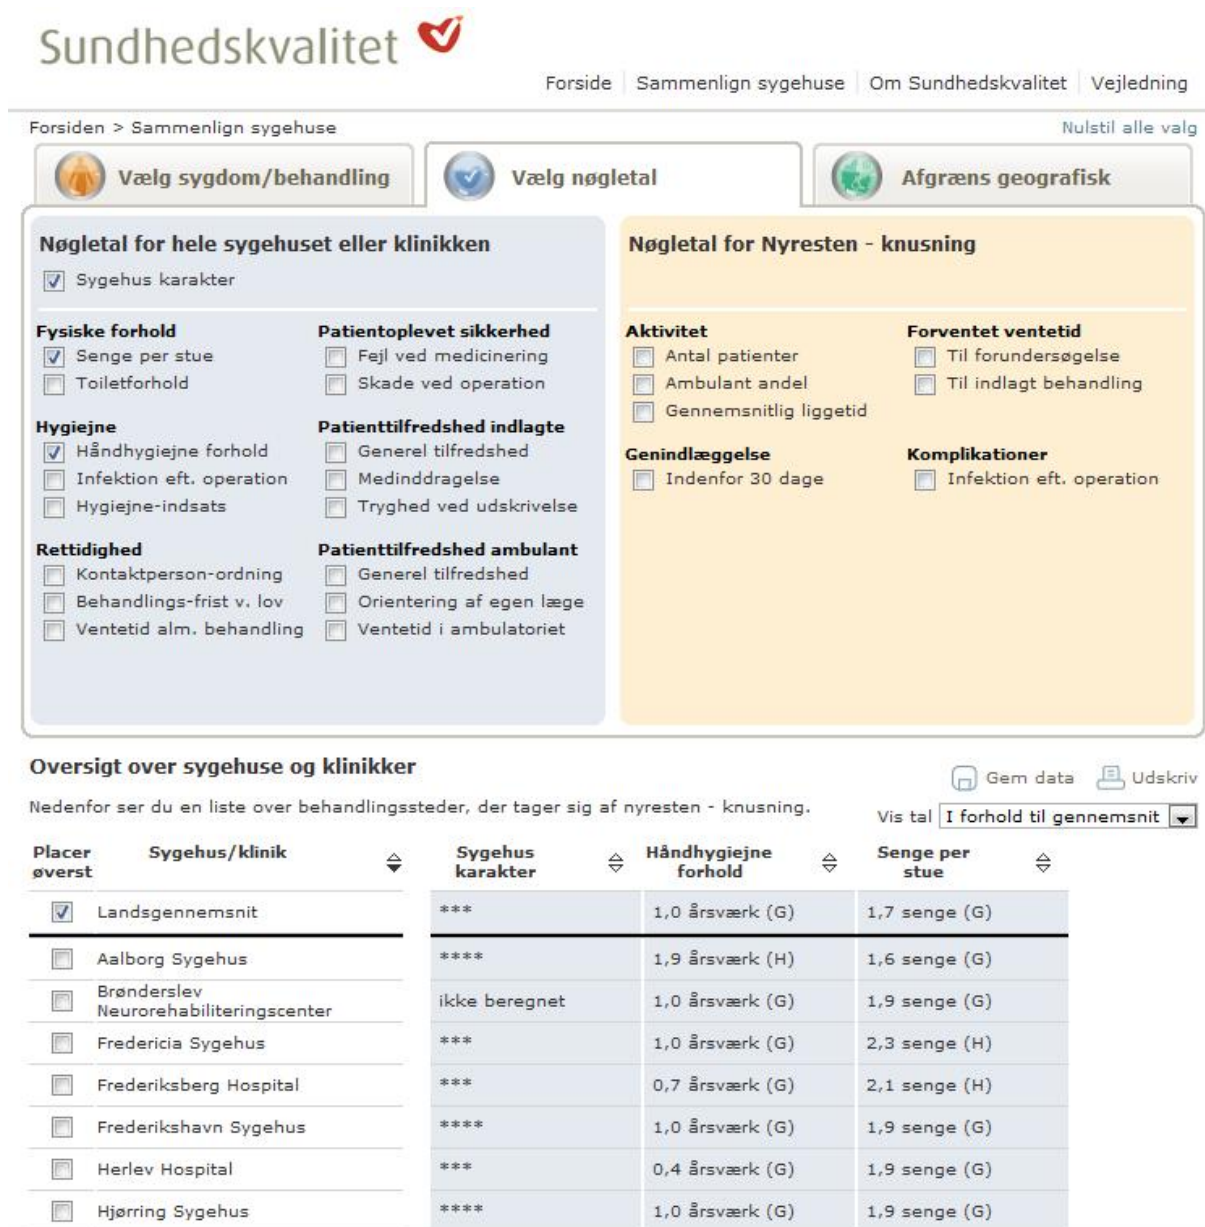 Sundhedskvalitet
Forside Sammenlign sygehuse Om Sundhedskvalitet Vejledning
Forsiden > Sammenlign sygehuse Nulstil alle valg
Vælg sygdom/behandling Vælg nøgletal Afgræns geografisk
Nøgletal for hele sygehuset eller klinikken
Sygehus karakter
Fysiske forhold
Senge per stue
Toiletforhold
Hygiejne
Håndhygiejne forhold
Infektion eft. operation
Hygiejne-indsats
Rettidighed
Kontaktperson-ordning
Behandlings-frist v. lov
Ventetid alm. behandling
Patientoplevet sikkerhed
Fejl ved medicinering
Skade ved operation
Patienttilfredshed indlagte
Generel tilfredshed
Medinddragelse
Tryghed ved udskrivelse
Patienttilfredshed ambulant
Generel tilfredshed
Orientering af egen læge
Ventetid i ambulatoriet
Nøgletal for Nyresten - knusning
Aktivitet
Antal patienter
Ambulant andel
Gennemsnitlig liggetid
Genindlæggelse
Indenfor 30 dage
Forventet ventetid
Til forundersøgelse
Til indlagt behandling
Komplikationer
Infektion eft. operation
Oversigt over sygehuse og klinikker
Gem data Udskriv
Nedenfor ser du en liste over behandlingssteder, der tager sig af nyresten - knusning.
Vis tal I forhold til gennemsnit
Placer øverst Sygehus/klinik Sygehus karakter Håndhygiejne forhold Senge per stue
Landsgennemsnit *** 1,0 årsværk (G) 1,7 senge (G)
Aalborg Sygehus **** 1,9 årsværk (H) 1,6 senge (G)
Brønderslev Neurorehabiliteringscenter ikke beregnet 1,0 årsværk (G) 1,9 senge (G)
Fredericia Sygehus *** 1,0 årsværk (G) 2,3 senge (H)
Frederiksberg Hospital *** 0,7 årsværk (G) 2,1 senge (H)
Frederikshavn Sygehus **** 1,0 årsværk (G) 1,9 senge (G)
Herlev Hospital *** 0,4 årsværk (G) 1,9 senge (G)
Hjørring Sygehus **** 1,0 årsværk (G) 1,9 senge (G)